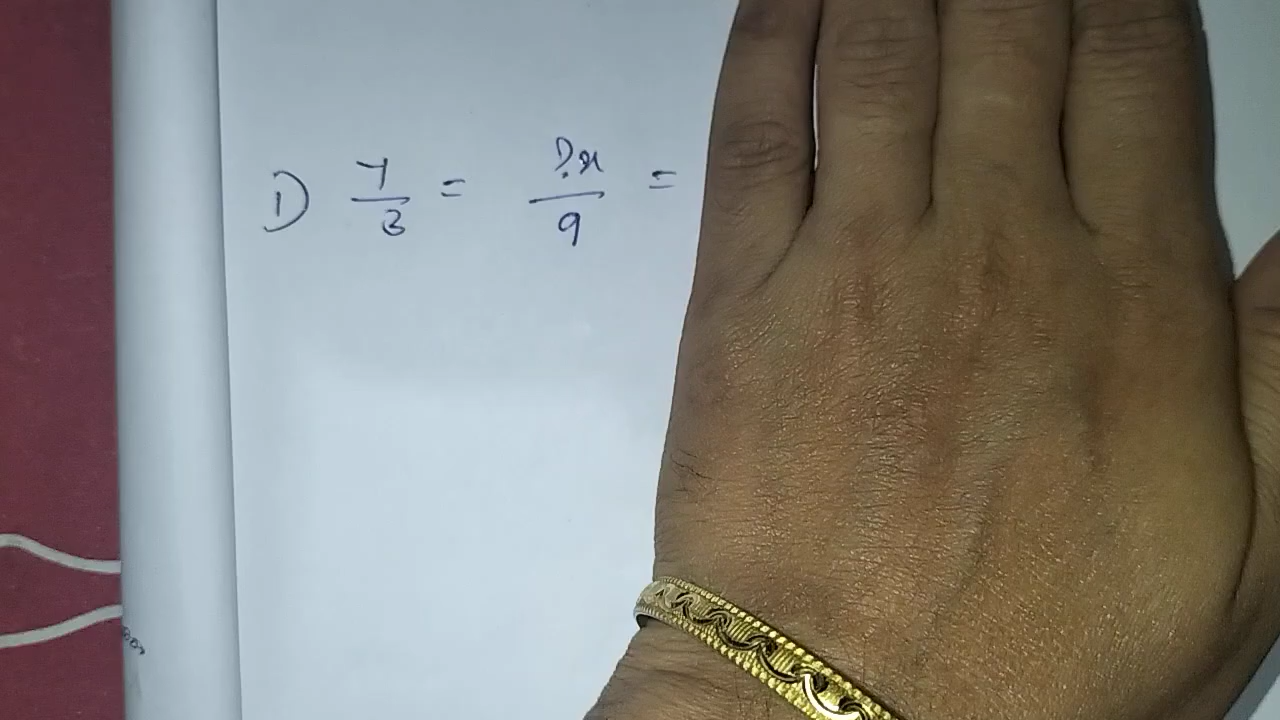 1) 7/3 = ?x/9 =